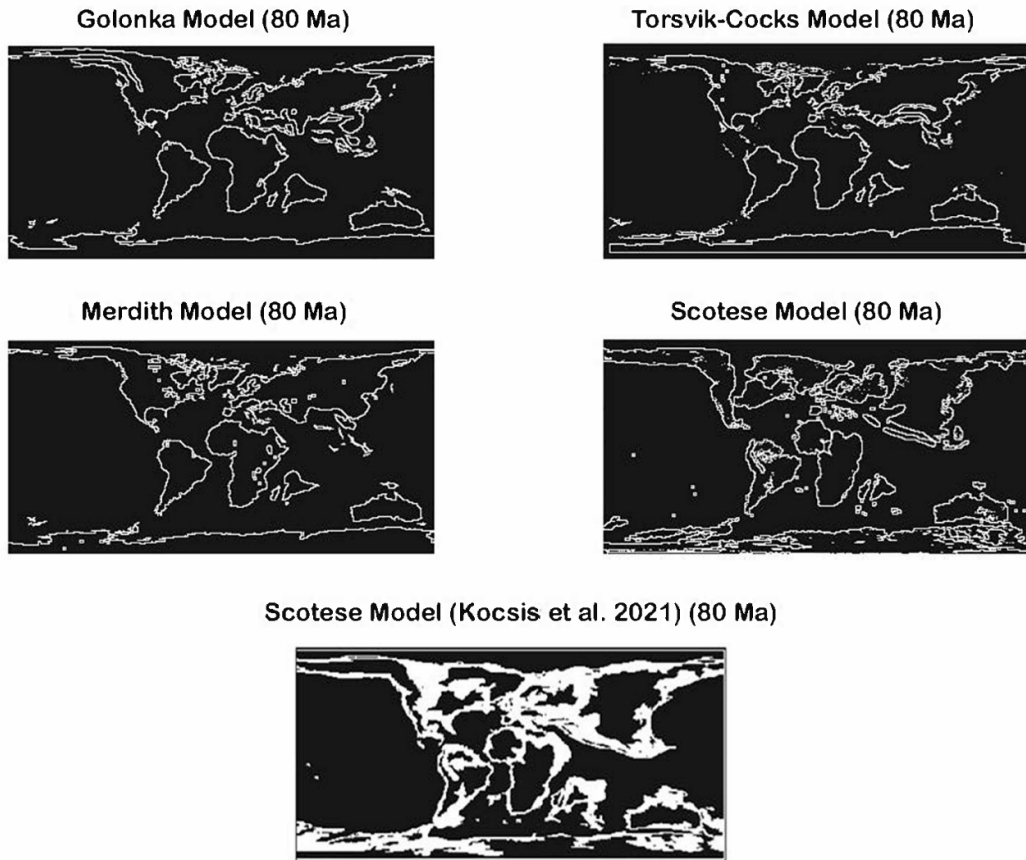 Golonka Model (80 Ma)
Torsvik-Cocks Model (80 Ma)
Merdith Model (80 Ma)
Scotese Model (80 Ma)
Scotese Model (Kocsis et al. 2021) (80 Ma)